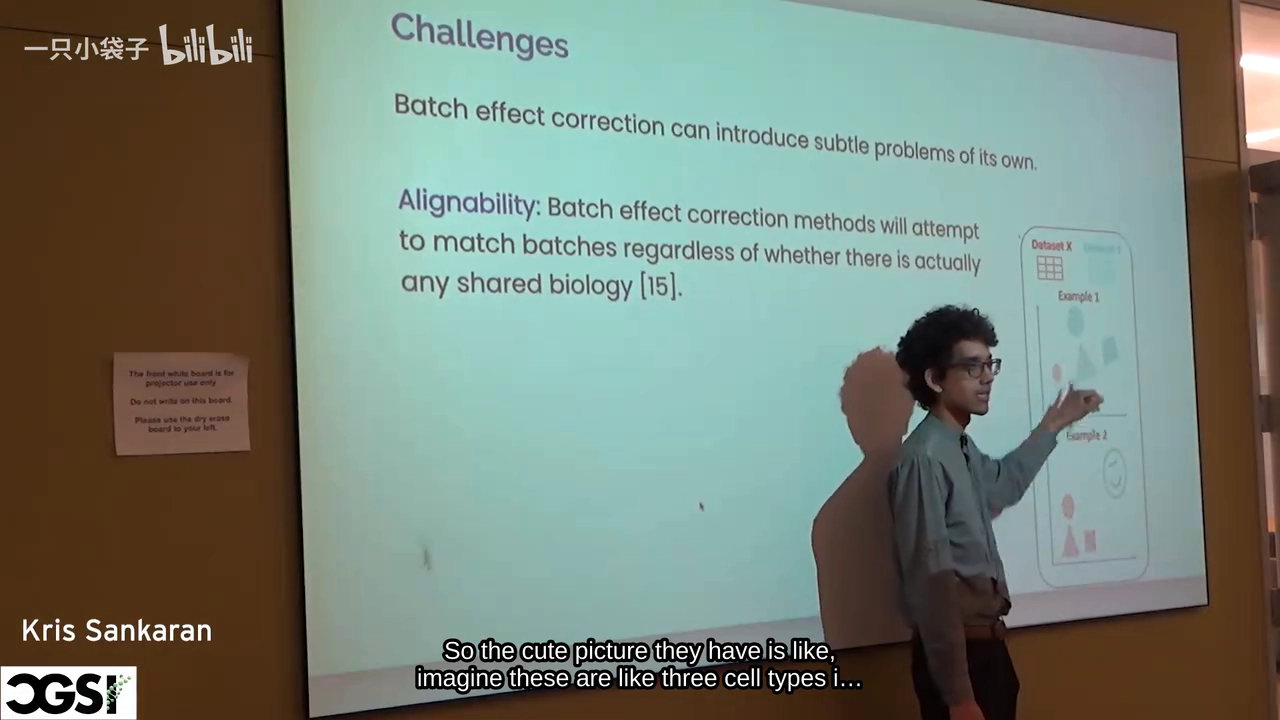 一只小袋子 bilibili
Challenges
Batch effect correction can introduce subtle problems of its own.
Alignability: Batch effect correction methods will attempt
to match batches regardless of whether there is actually
any shared biology [15].
Dataset X
Example 1
Example 2
The front white board is for
projector use only
Do not write on this board.
Please use the dry erase
board to your left.
Kris Sankaran
CGSI
So the cute picture they have is like,
imagine these are like three cell types i...